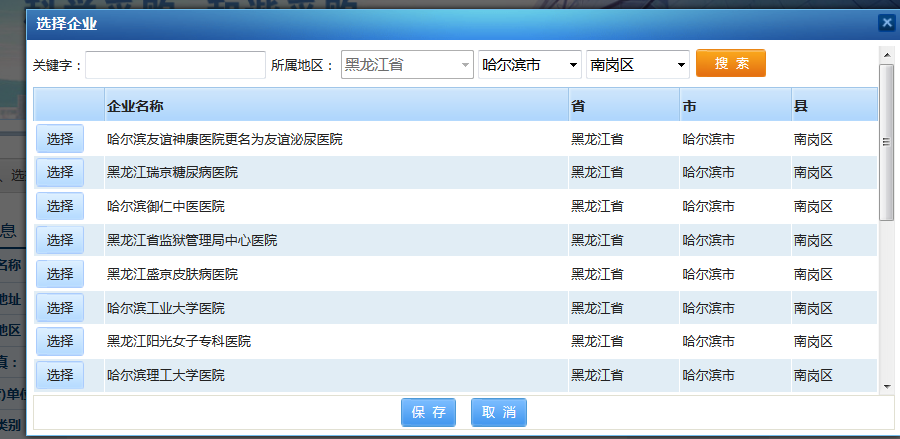 选择企业
关键字： 所属地区： 黑龙江省 哈尔滨市 南岗区 搜 索
企业名称 省 市 县
选择 哈尔滨友谊神康医院更名为友谊泌尿医院 黑龙江省 哈尔滨市 南岗区
选择 黑龙江瑞京糖尿病医院 黑龙江省 哈尔滨市 南岗区
选择 哈尔滨御仁中医医院 黑龙江省 哈尔滨市 南岗区
选择 黑龙江省监狱管理局中心医院 黑龙江省 哈尔滨市 南岗区
选择 黑龙江盛京皮肤病医院 黑龙江省 哈尔滨市 南岗区
选择 哈尔滨工业大学医院 黑龙江省 哈尔滨市 南岗区
选择 黑龙江阳光女子专科医院 黑龙江省 哈尔滨市 南岗区
选择 哈尔滨理工大学医院 黑龙江省 哈尔滨市 南岗区
保 存 取 消
息
名称
地址
地区
真：
类别